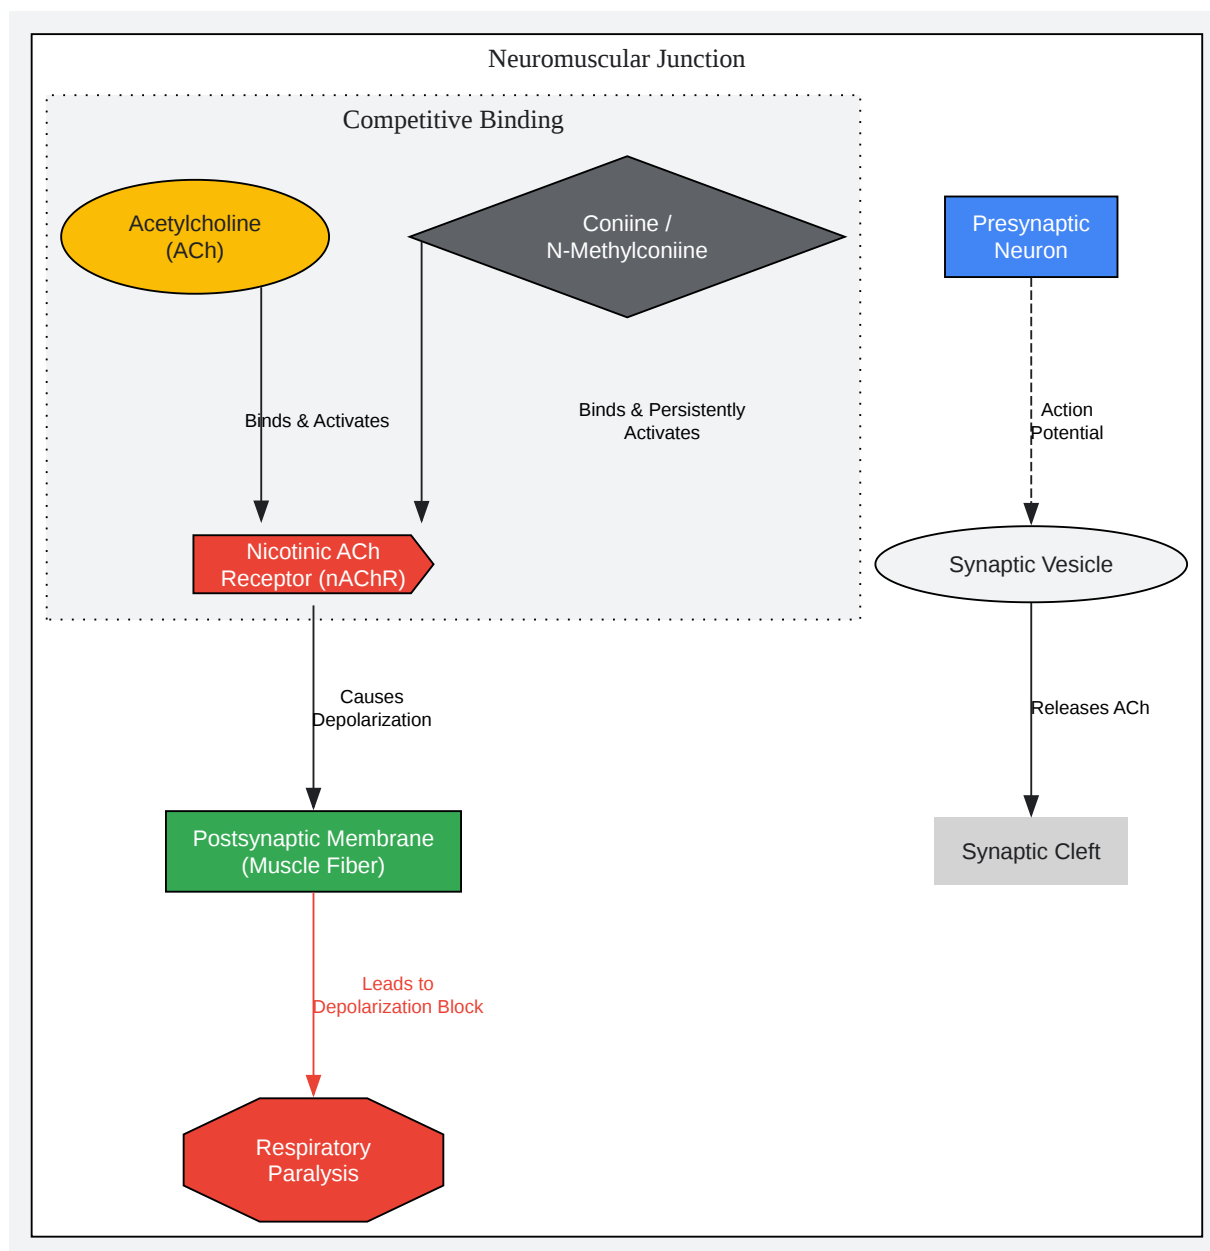 Neuromuscular Junction
Competitive Binding
Acetylcholine
(ACh)
Coniine /
N-Methylconiine
Presynaptic
Neuron
Binds & Activates
Binds & Persistently
Activates
Action
Potential
Nicotinic ACh
Receptor (nAChR)
Synaptic Vesicle
Causes
Depolarization
Releases ACh
Postsynaptic Membrane
(Muscle Fiber)
Synaptic Cleft
Leads to
Depolarization Block
Respiratory
Paralysis